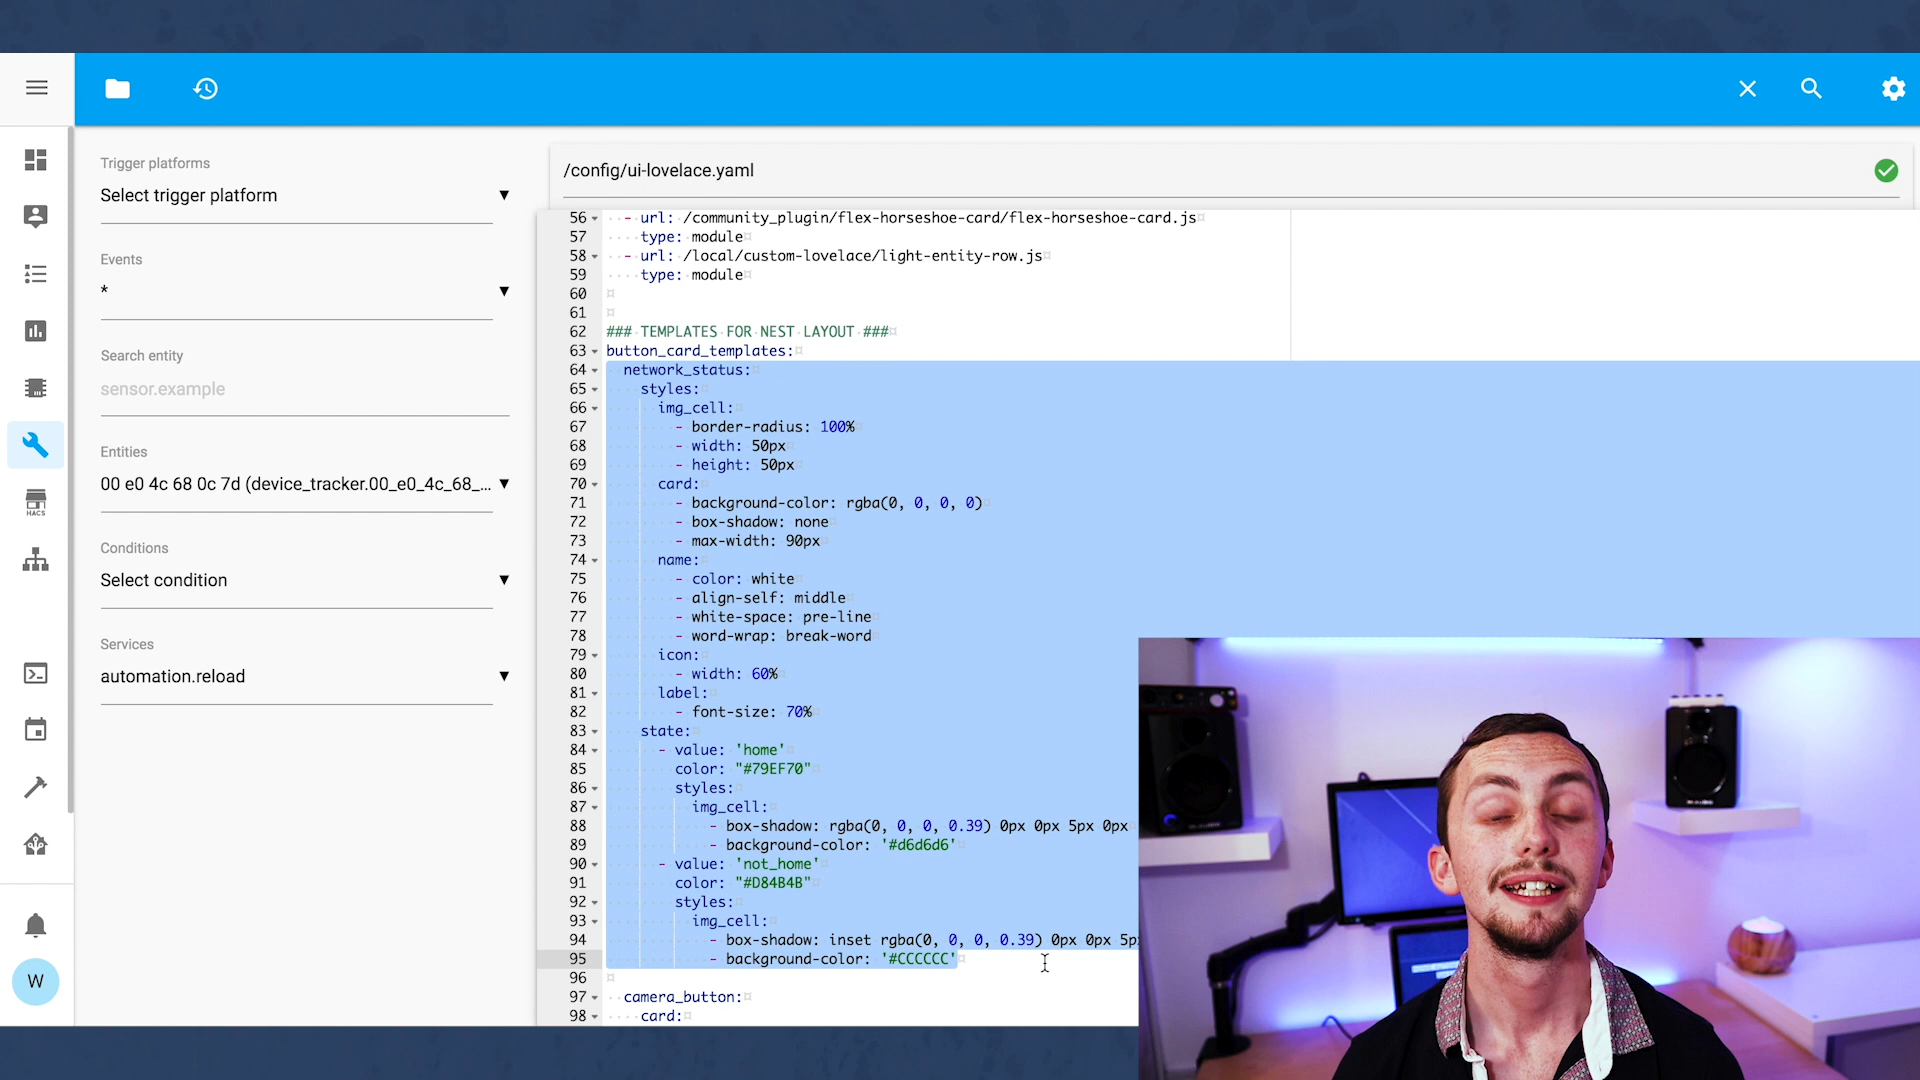 Trigger platforms
Select trigger platform
Events
*
Search entity
sensor.example
Entities
00 e0 4c 68 0c 7d (device_tracker.00_e0_4c_68_...
Conditions
Select condition
Services
automation.reload
HACS
W
/config/ui-lovelace.yaml
56 - url: /community_plugin/flex-horseshoe-card/flex-horseshoe-card.js
57 type: module
58 - url: /local/custom-lovelace/light-entity-row.js
59 type: module
60
61
62 ### TEMPLATES FOR NEST LAYOUT ###
63 button_card_templates:
64 network_status:
65 styles:
66 img_cell:
67 - border-radius: 100%
68 - width: 50px
69 - height: 50px
70 card:
71 - background-color: rgba(0, 0, 0, 0)
72 - box-shadow: none
73 - max-width: 90px
74 name:
75 - color: white
76 - align-self: middle
77 - white-space: pre-line
78 - word-wrap: break-word
79 icon:
80 - width: 60%
81 label:
82 - font-size: 70%
83 state:
84 - value: 'home'
85 color: "#79EF70"
86 styles:
87 img_cell:
88 - box-shadow: rgba(0, 0, 0, 0.39) 0px 0px 5px 0px
89 - background-color: '#d6d6d6'
90 - value: 'not_home'
91 color: "#D84B4B"
92 styles:
93 img_cell:
94 - box-shadow: inset rgba(0, 0, 0, 0.39) 0px 0px 5p
95 - background-color: '#CCCCCC'
96
97 camera_button:
98 card: